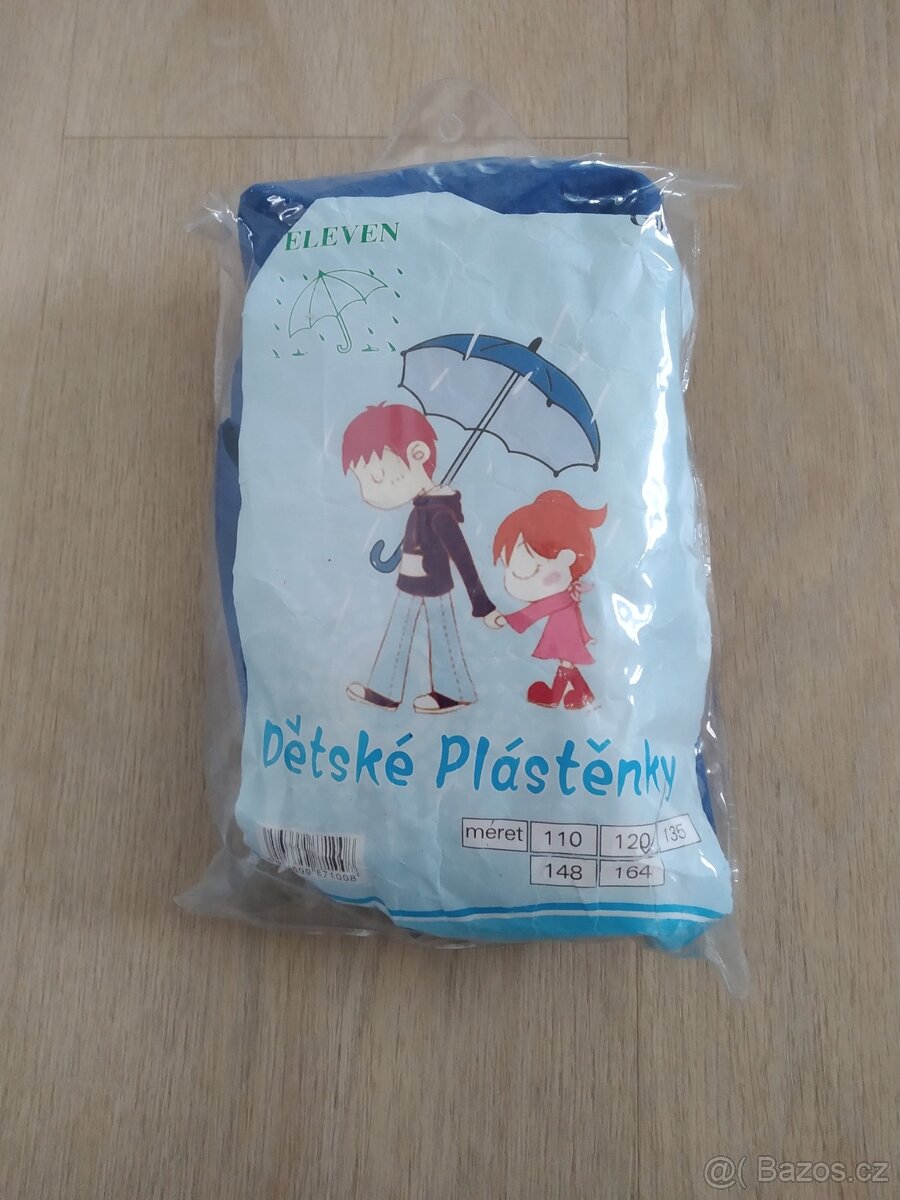 ELEVEN
Dětské Plástěnky
méret 110 120 135
148 164
@( Bazos.cz